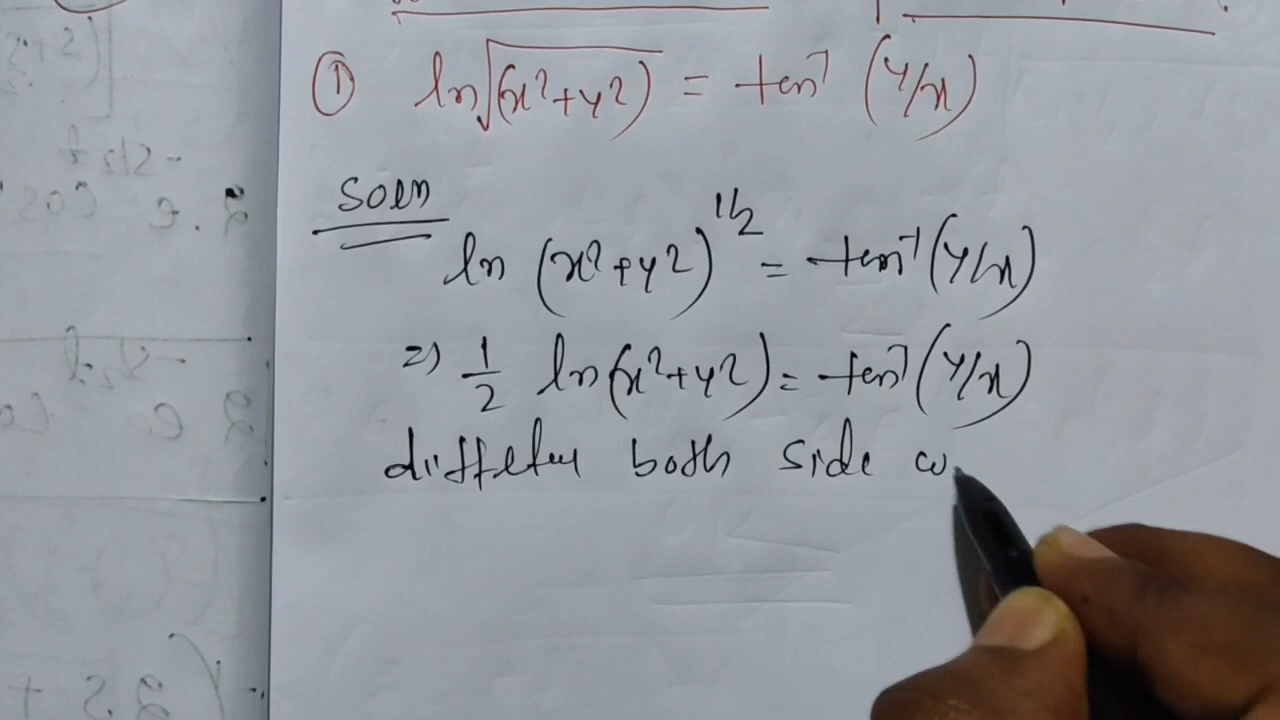 ① ln√(x²+y²) = tan⁻¹ (y/x)
Soln
ln (x²+y²)^1/2 = tan⁻¹ (y/x)
⇒ 1/2 ln(x²+y²) = tan⁻¹ (y/x)
both side w